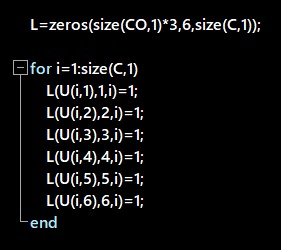 L=zeros(size(CO,1)*3,6,size(C,1));
for i=1:size(C,1)
L(U(i,1),1,i)=1;
L(U(i,2),2,i)=1;
L(U(i,3),3,i)=1;
L(U(i,4),4,i)=1;
L(U(i,5),5,i)=1;
L(U(i,6),6,i)=1;
end